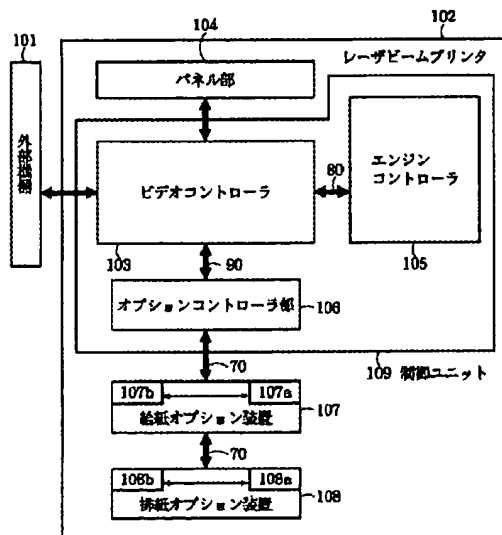 102
101
104
レーザビームプリンタ
パネル部
外部機器
ビデオコントローラ
80
エンジン
コントローラ
103
90
105
オプションコントローラ部
106
70
109 制御ユニット
107b
107a
107
給紙オプション装置
70
108b
108a
108
排紙オプション装置